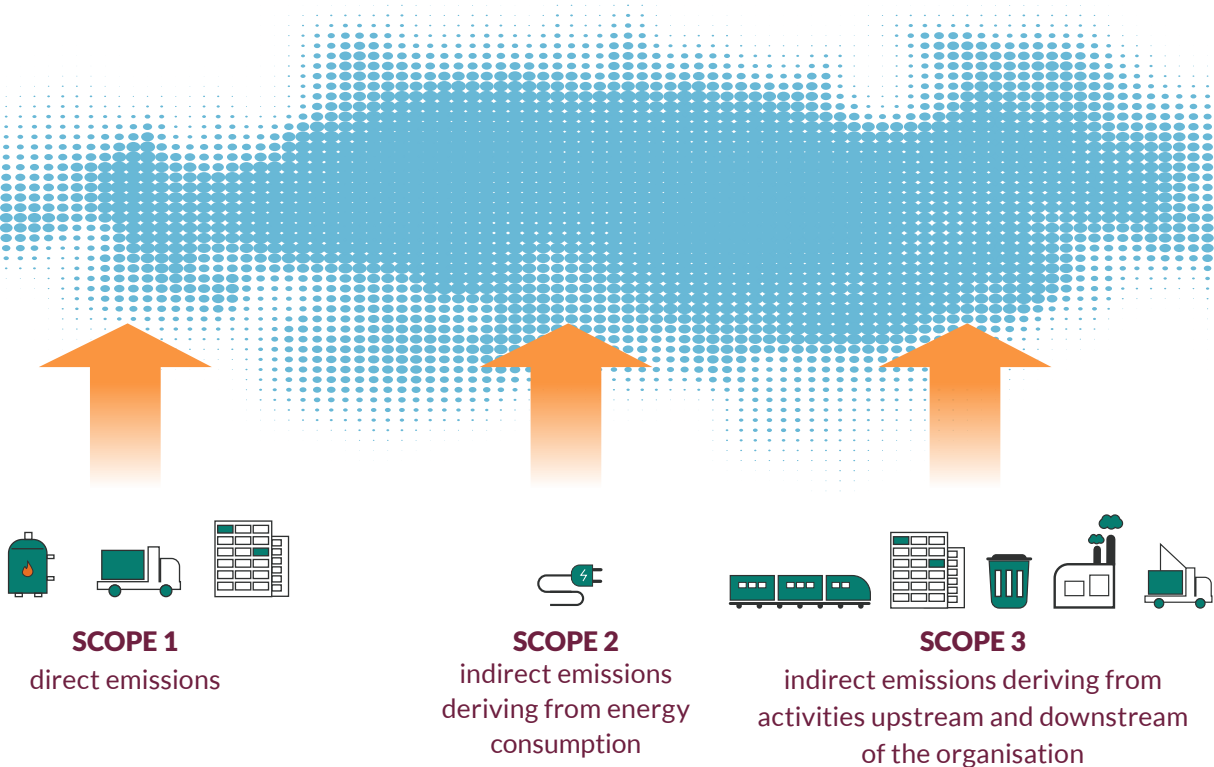 SCOPE 1
direct emissions
SCOPE 2
indirect emissions
deriving from energy
consumption
SCOPE 3
indirect emissions deriving from
activities upstream and downstream
of the organisation